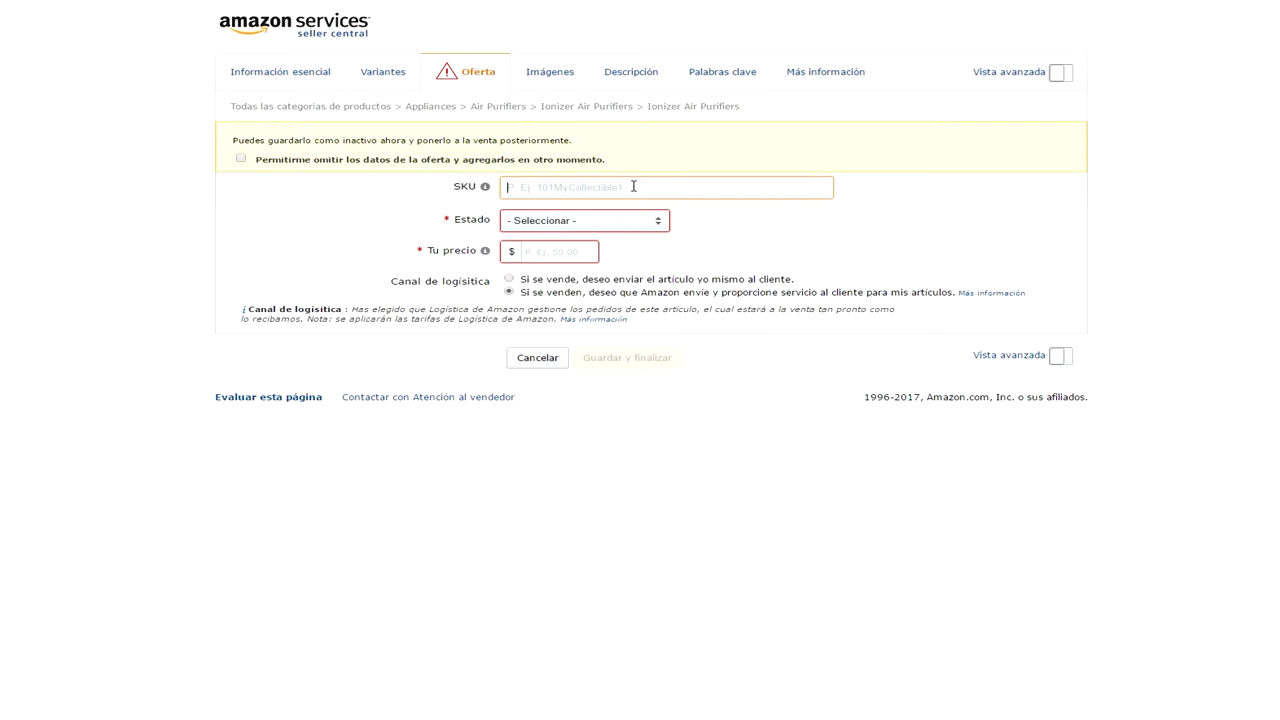 amazon services
seller central
Información esencial Variantes Oferta Imágenes Descripción Palabras clave Más información Vista avanzada
Todas las categorías de productos > Appliances > Air Purifiers > Ionizer Air Purifiers > Ionizer Air Purifiers
Puedes guardarlo como inactivo ahora y ponerlo a la venta posteriormente.
Permitirme omitir los datos de la oferta y agregarlos en otro momento.
SKU P. Ej. 101MyCollectible1
* Estado - Seleccionar -
* Tu precio $ P. Ej. 50.00
Canal de logísitica Si se vende, deseo enviar el artículo yo mismo al cliente.
Si se venden, deseo que Amazon envíe y proporcione servicio al cliente para mis artículos. Más información
i Canal de logísitica : Has elegido que Logística de Amazon gestione los pedidos de este artículo, el cual estará a la venta tan pronto como
lo recibamos. Nota: se aplicarán las tarifas de Logística de Amazon. Más información
Cancelar Guardar y finalizar Vista avanzada
Evaluar esta página Contactar con Atención al vendedor 1996-2017, Amazon.com, Inc. o sus afiliados.